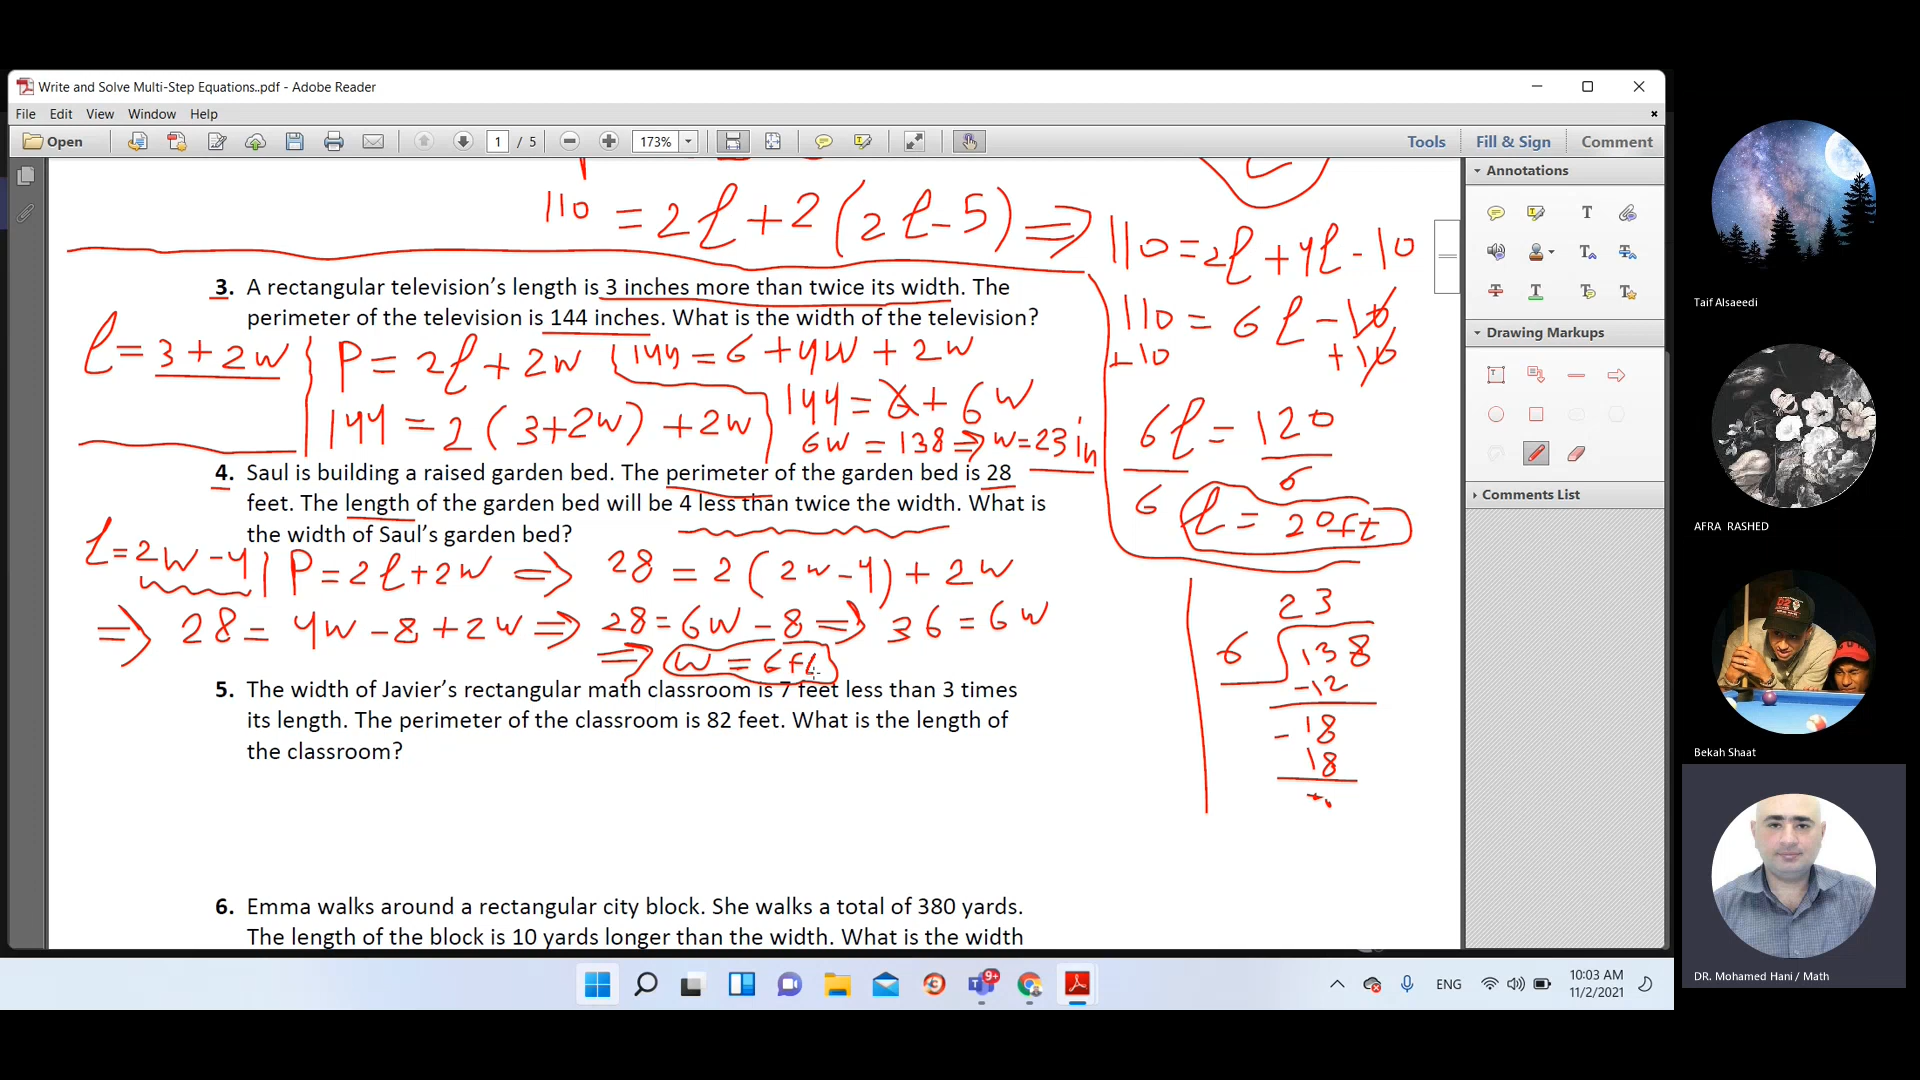 Write and Solve Multi-Step Equations..pdf - Adobe Reader
File Edit View Window Help
Open 1 / 5 173% Tools Fill & Sign Comment
Annotations
Drawing Markups
Comments List
110 = 2l + 2 ( 2l - 5 ) ⇒
110 = 2l + 4l - 10
110 = 6l - 10
+10 +10
6l = 120
6 6
l = 20ft
3. A rectangular television's length is 3 inches more than twice its width. The
perimeter of the television is 144 inches. What is the width of the television?
l = 3 + 2w
P = 2l + 2w
144 = 2 ( 3+2w ) + 2w
144 = 6 + 4w + 2w
144 = 6 + 6w
6w = 138 ⇒ w = 23 in
4. Saul is building a raised garden bed. The perimeter of the garden bed is 28
feet. The length of the garden bed will be 4 less than twice the width. What is
the width of Saul's garden bed?
l = 2w - 4 | P = 2l + 2w ⇒ 28 = 2 ( 2w - 4 ) + 2w
⇒ 28 = 4w - 8 + 2w ⇒ 28 = 6w - 8 ⇒ 36 = 6w
⇒ w = 6ft
23
6 138
-12
- 18
18
5. The width of Javier's rectangular math classroom is 7 feet less than 3 times
its length. The perimeter of the classroom is 82 feet. What is the length of
the classroom?
6. Emma walks around a rectangular city block. She walks a total of 380 yards.
The length of the block is 10 yards longer than the width. What is the width
Taif Alsaeedi
AFRA RASHED
Bekah Shaat
DR. Mohamed Hani / Math
9+
ENG
10:03 AM
11/2/2021